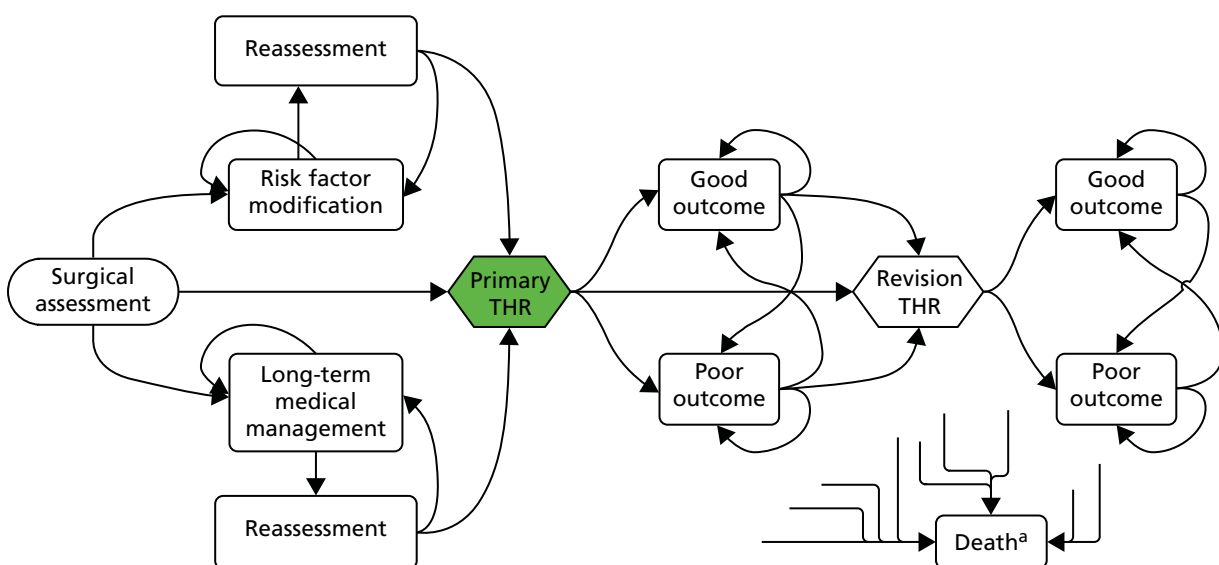 Reassessment
Risk factor
modification
Surgical
assessment
Long-term
medical
management
Reassessment
Primary
THR
Good
outcome
Poor
outcome
Revision
THR
Good
outcome
Poor
outcome
Deathᵃ